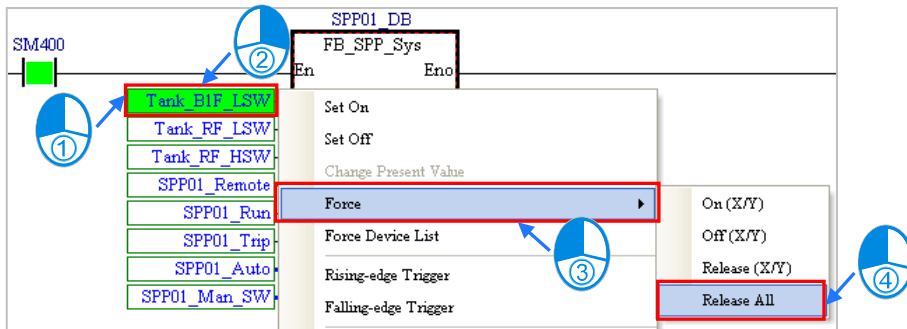 SPP01_DB
SM400
FB_SPP_Sys
En Eno
②
①
Tank_B1F_LSW
Tank_RF_LSW
Tank_RF_HSW
SPP01_Remote
SPP01_Run
SPP01_Trip
SPP01_Auto
SPP01_Man_SW
Set On
Set Off
Change Present Value
Force
Force Device List
Rising-edge Trigger
Falling-edge Trigger
③
On (X/Y)
Off (X/Y)
Release (X/Y)
Release All
④